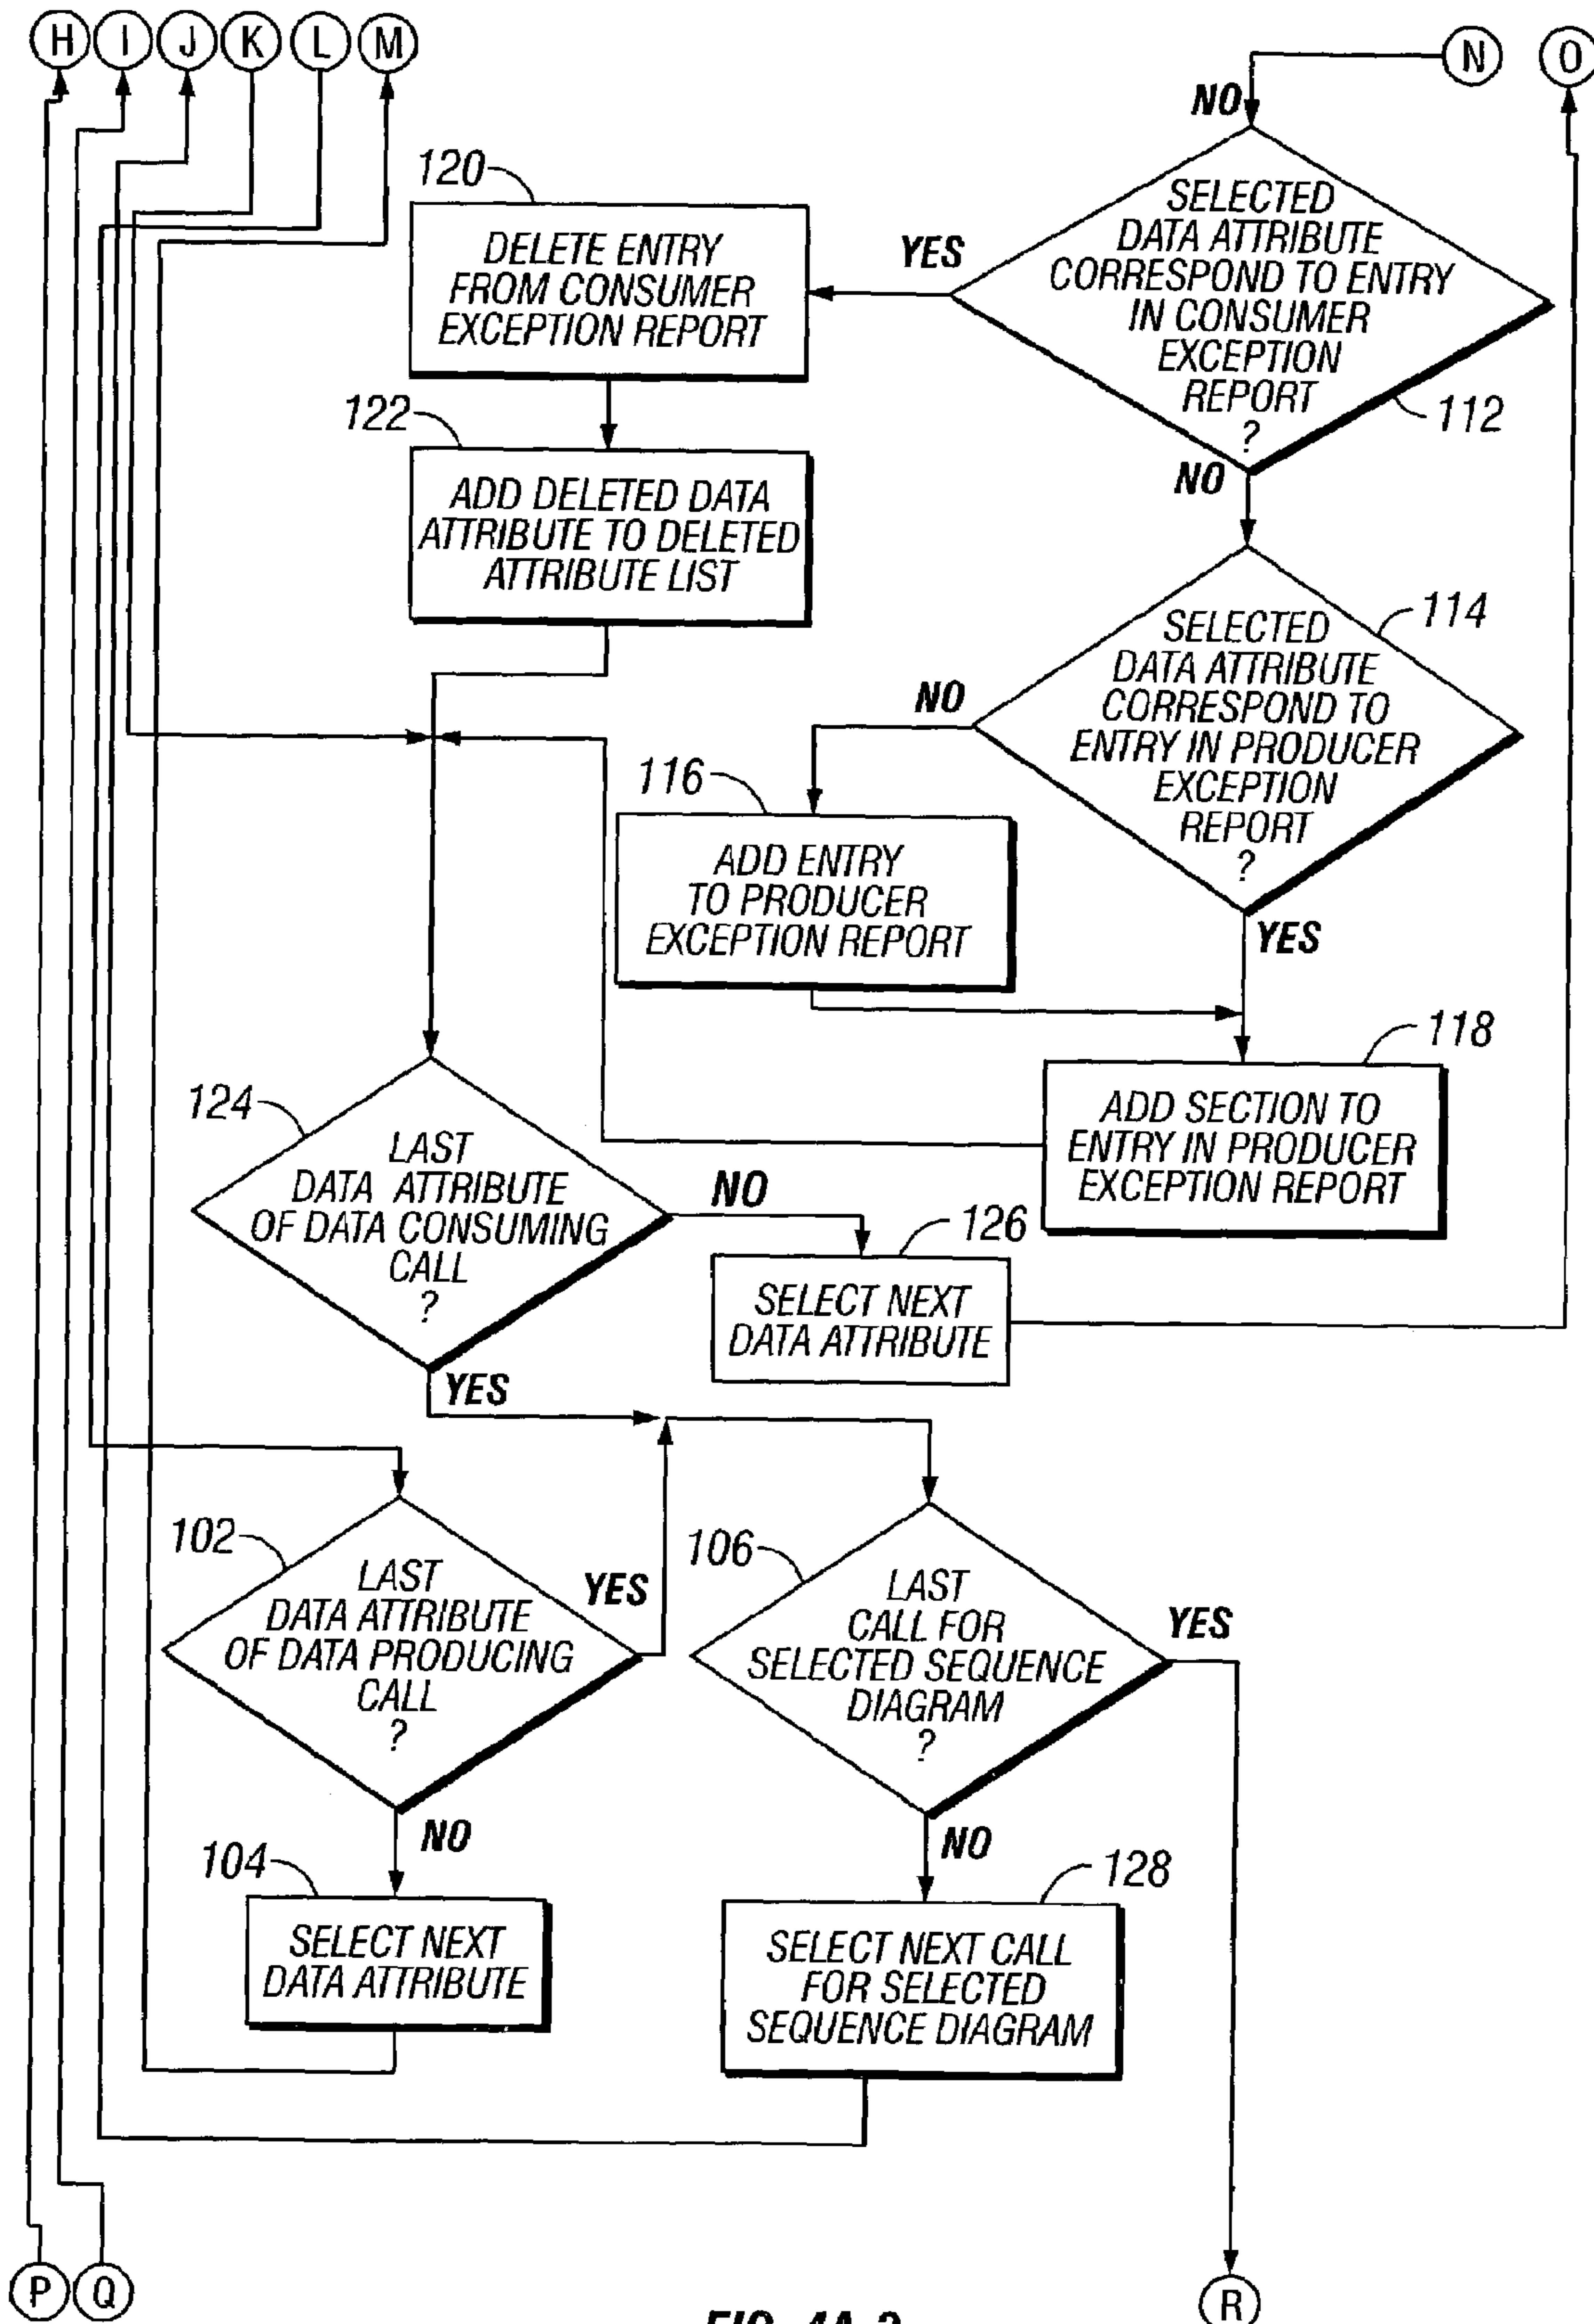 H I J K L M N O
NO
120
DELETE ENTRY
FROM CONSUMER
EXCEPTION REPORT
YES
SELECTED
DATA ATTRIBUTE
CORRESPOND TO ENTRY
IN CONSUMER
EXCEPTION
REPORT
?
112
NO
122
ADD DELETED DATA
ATTRIBUTE TO DELETED
ATTRIBUTE LIST
114
SELECTED
DATA ATTRIBUTE
CORRESPOND TO
ENTRY IN PRODUCER
EXCEPTION
REPORT
?
NO
YES
116
ADD ENTRY
TO PRODUCER
EXCEPTION REPORT
118
ADD SECTION TO
ENTRY IN PRODUCER
EXCEPTION REPORT
124
LAST
DATA ATTRIBUTE
OF DATA CONSUMING
CALL
?
NO
126
SELECT NEXT
DATA ATTRIBUTE
YES
102
LAST
DATA ATTRIBUTE
OF DATA PRODUCING
CALL
?
YES
NO
106
LAST
CALL FOR
SELECTED SEQUENCE
DIAGRAM
?
YES
NO
104
SELECT NEXT
DATA ATTRIBUTE
128
SELECT NEXT CALL
FOR SELECTED
SEQUENCE DIAGRAM
P Q R
FIG. 4A-2